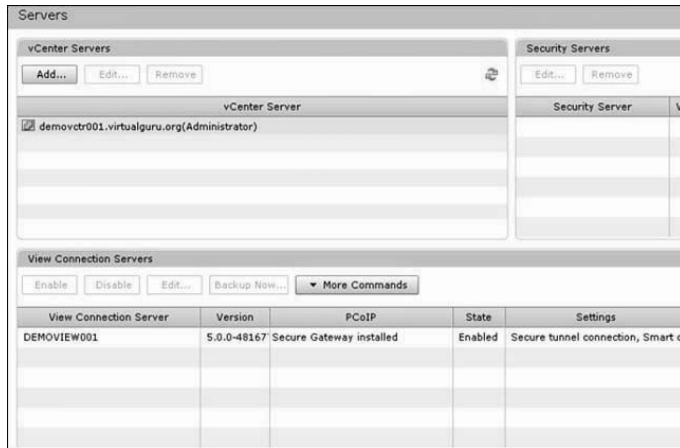 Servers
vCenter Servers
Add... Edit... Remove
vCenter Server
demovctr001.virtualguru.org(Administrator)
Security Servers
Edit... Remove
Security Server
View Connection Servers
Enable Disable Edit... Backup Now... More Commands
View Connection Server Version PCoIP State Settings
DEMOVIEW001 5.0.0-48167 Secure Gateway installed Enabled Secure tunnel connection, Smart